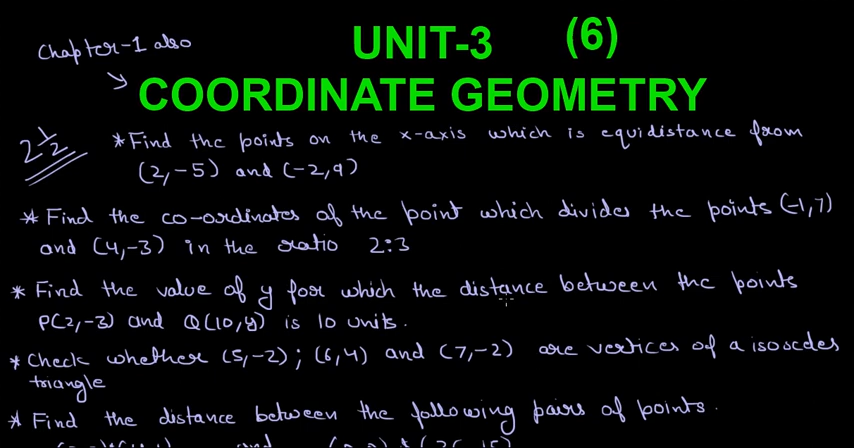 UNIT-3 (6)
Chapter-1 also
COORDINATE GEOMETRY
2 1/2
* Find the points on the x-axis which is equidistance from
(2,-5) and (-2,9)
* Find the co-ordinates of the point which divides the points (-1,7)
and (4,-3) in the ratio 2:3
* Find the value of y for which the distance between the points
P(2,-3) and Q(10,y) is 10 units.
* Check whether (5,-2); (6,4) and (7,-2) are vertices of a isoscdes
triangle
* Find the distance between the following pairs of points.
and